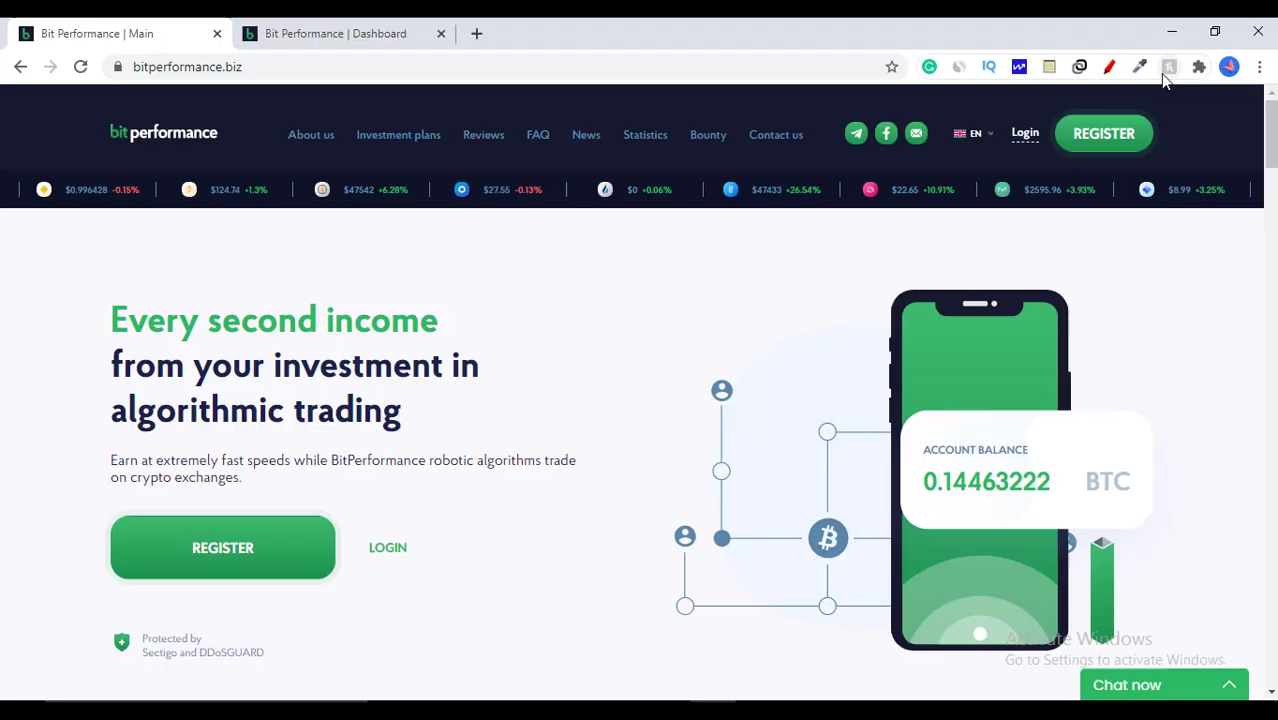 Bit Performance | Main
Bit Performance | Dashboard
bitperformance.biz
bitperformance
About us
Investment plans
Reviews
FAQ
News
Statistics
Bounty
Contact us
EN
Login
REGISTER
$0.996428 -0.15%
$124.74 +1.3%
$47542 +6.28%
$27.55 -0.13%
$0 +0.06%
$47433 +26.54%
$22.65 +10.91%
$2595.96 +3.93%
$8.99 +3.25%
Every second income
from your investment in
algorithmic trading
Earn at extremely fast speeds while BitPerformance robotic algorithms trade
on crypto exchanges.
REGISTER
LOGIN
Protected by
Sectigo and DDoSGUARD
ACCOUNT BALANCE
0.14463222 BTC
Activate Windows
Go to Settings to activate Windows.
Chat now